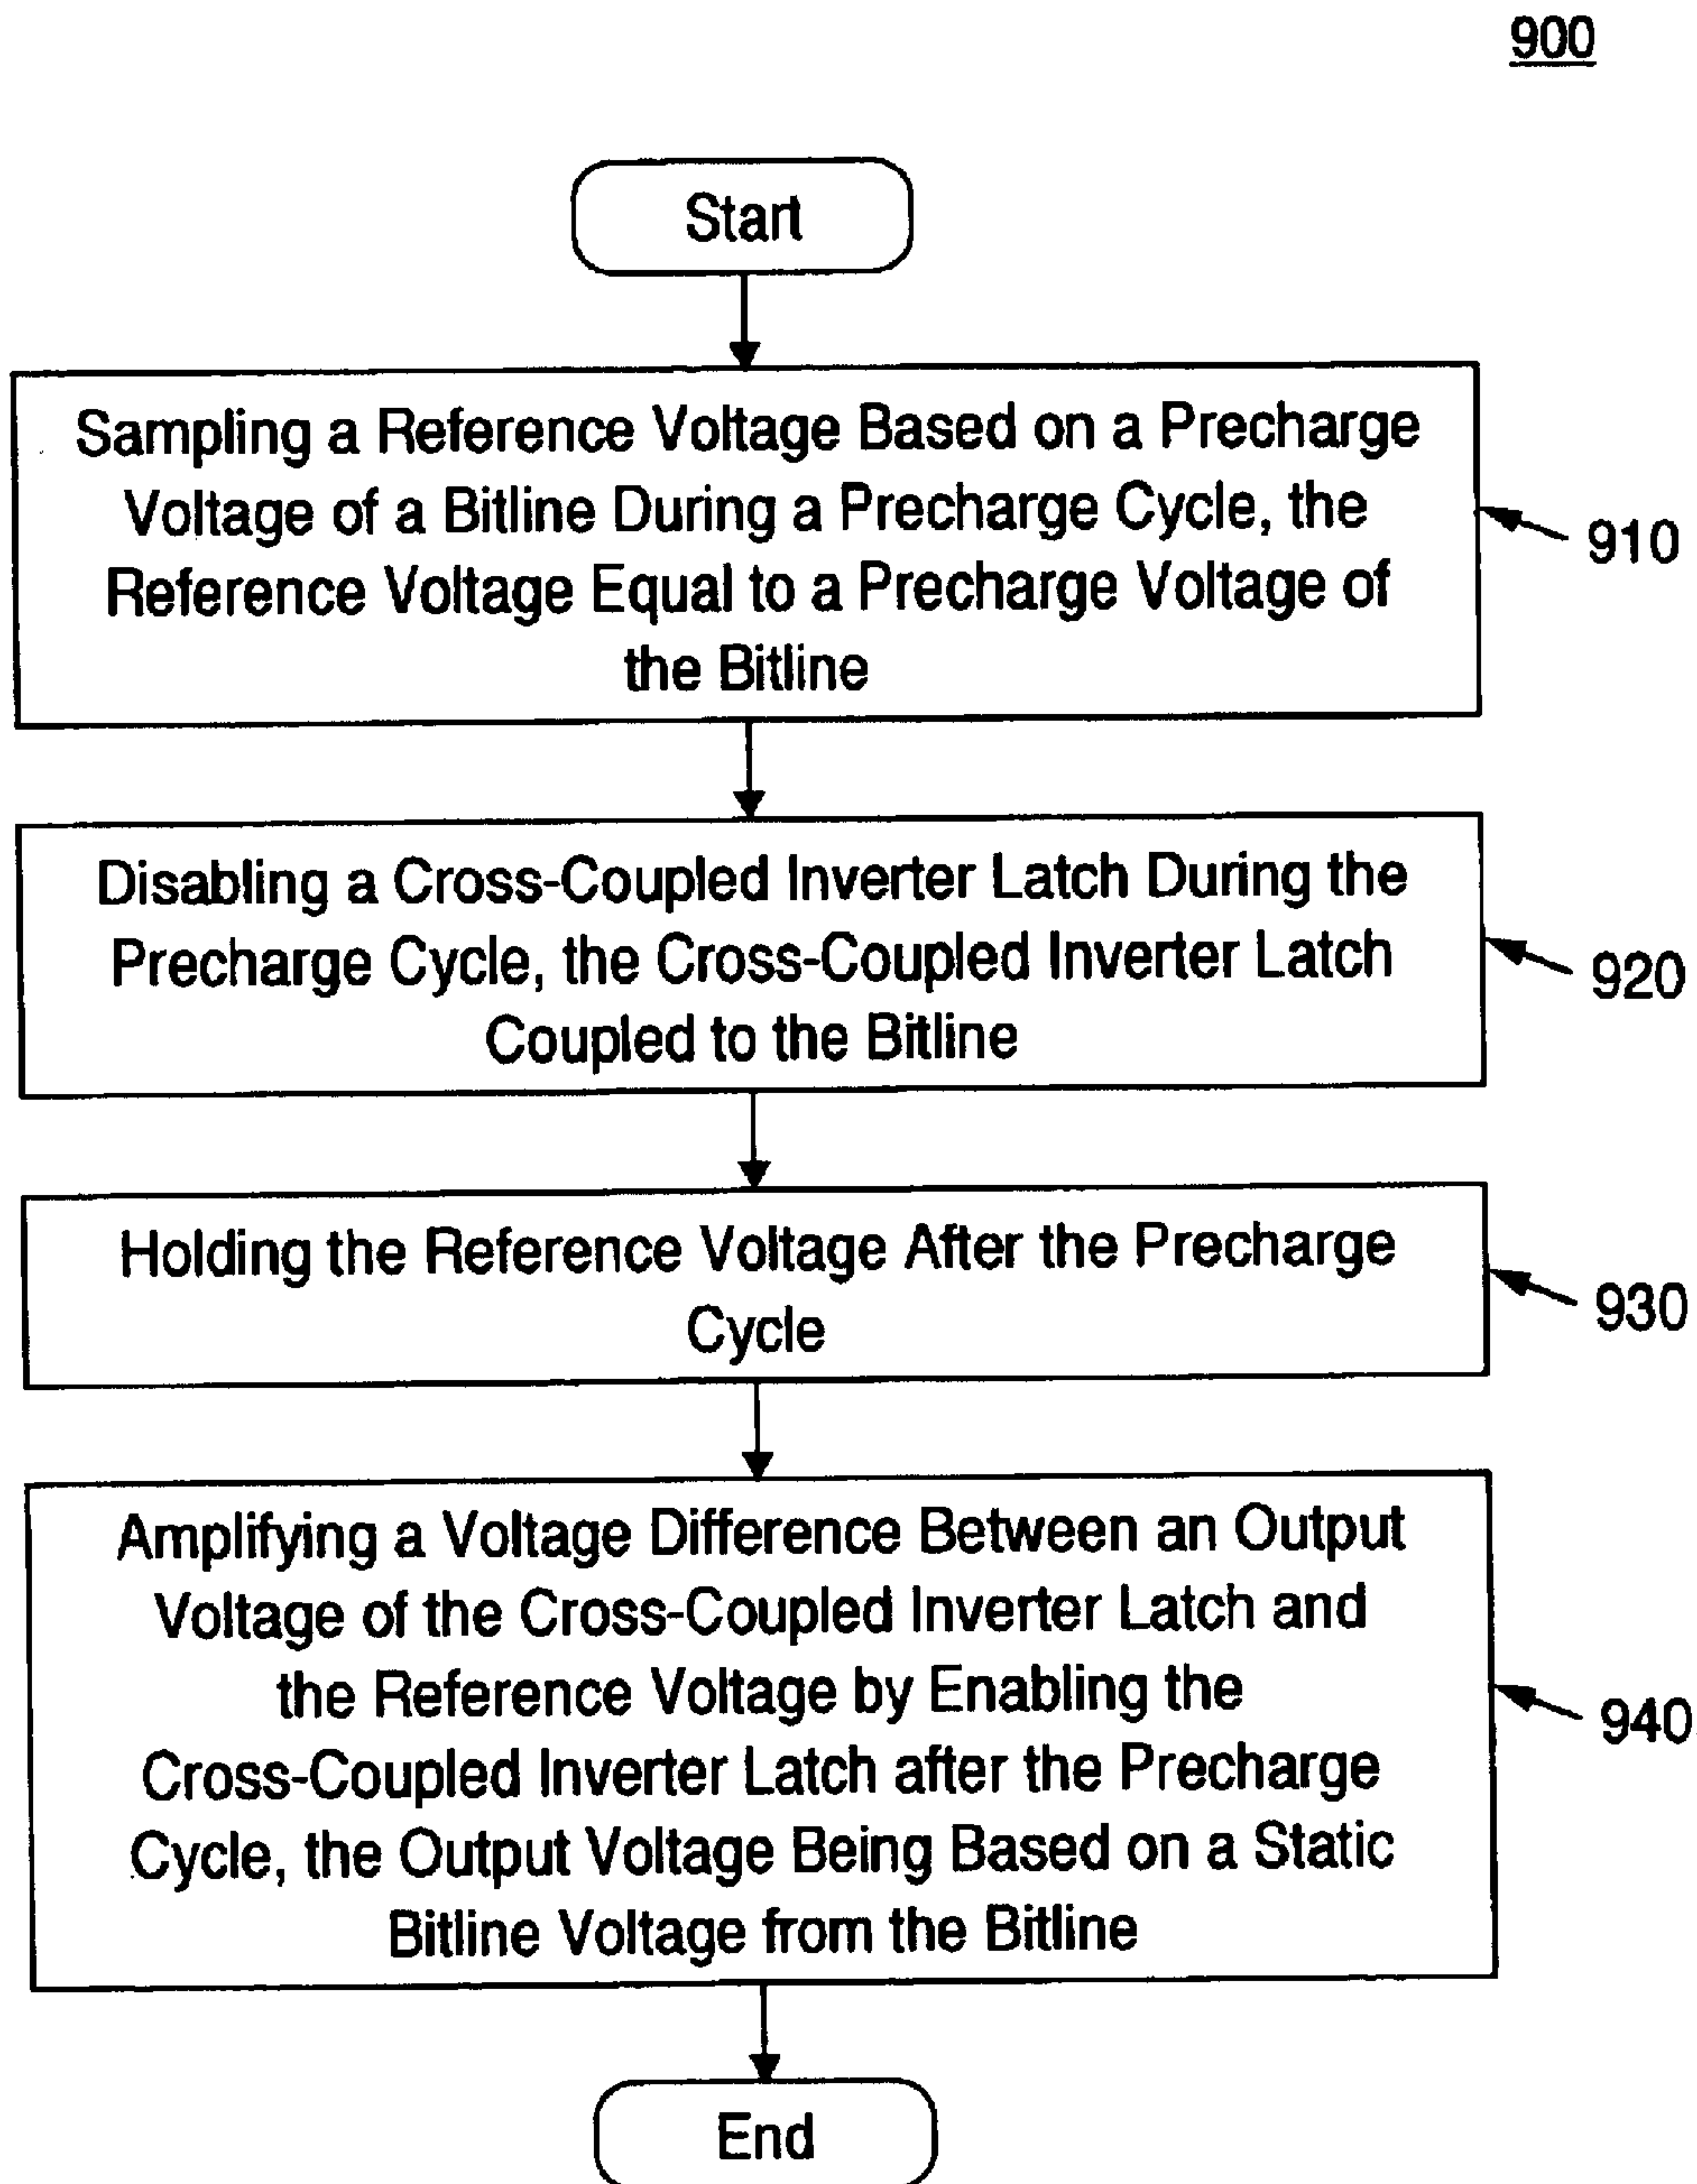 900
Start
Sampling a Reference Voltage Based on a Precharge
Voltage of a Bitline During a Precharge Cycle, the
Reference Voltage Equal to a Precharge Voltage of
the Bitline
910
Disabling a Cross-Coupled Inverter Latch During the
Precharge Cycle, the Cross-Coupled Inverter Latch
Coupled to the Bitline
920
Holding the Reference Voltage After the Precharge
Cycle
930
Amplifying a Voltage Difference Between an Output
Voltage of the Cross-Coupled Inverter Latch and
the Reference Voltage by Enabling the
Cross-Coupled Inverter Latch after the Precharge
Cycle, the Output Voltage Being Based on a Static
Bitline Voltage from the Bitline
940
End